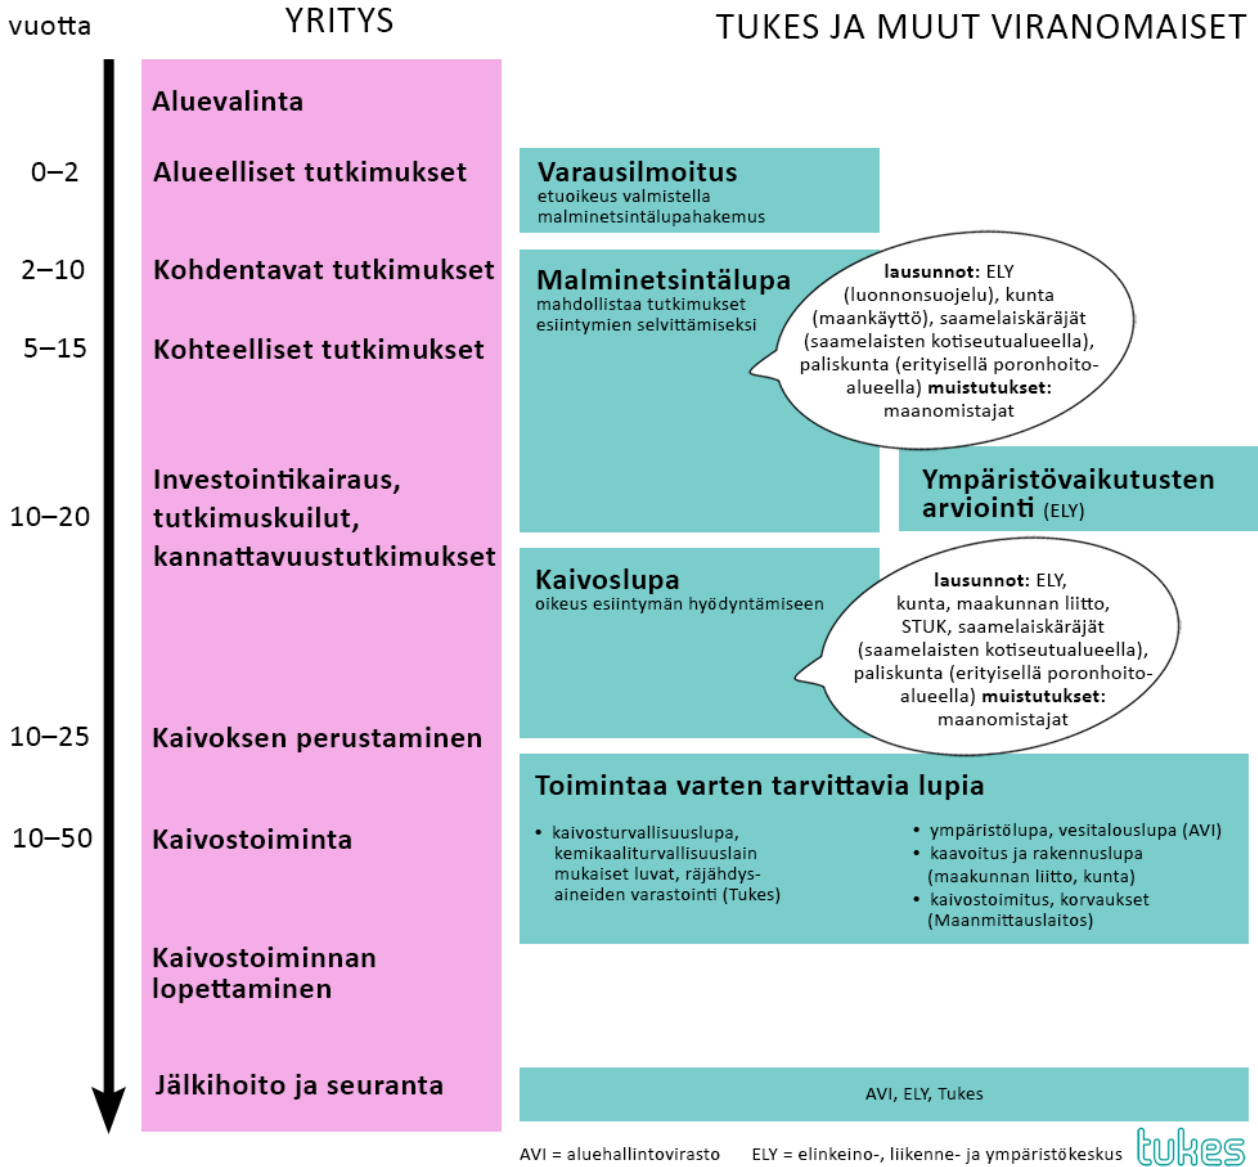 vuotta
YRITYS
TUKES JA MUUT VIRANOMAISET
Aluevalinta
0–2
Alueelliset tutkimukset
Varausilmoitus
etuoikeus valmistella
malminetsintälupahakemus
2–10
Kohdentavat tutkimukset
Malminetsintälupa
mahdollistaa tutkimukset
esiintymien selvittämiseksi
lausunnot: ELY
(luonnonsuojelu), kunta
(maankäyttö), saamelaiskäräjät
(saamelaisten kotiseutualueella),
paliskunta (erityisellä poronhoito-
alueella) muistutukset:
maanomistajat
5–15
Kohteelliset tutkimukset
10–20
Investointikairaus,
tutkimuskuilut,
kannattavuustutkimukset
Ympäristövaikutusten
arviointi (ELY)
Kaivoslupa
oikeus esiintymän hyödyntämiseen
lausunnot: ELY,
kunta, maakunnan liitto,
STUK, saamelaiskäräjät
(saamelaisten kotiseutualueella),
paliskunta (erityisellä poronhoito-
alueella) muistutukset:
maanomistajat
10–25
Kaivoksen perustaminen
Toimintaa varten tarvittavia lupia
10–50
Kaivostoiminta
• kaivosturvallisuuslupa,
kemikaaliturvallisuuslain
mukaiset luvat, räjähdys-
aineiden varastointi (Tukes)
• ympäristölupa, vesitalouslupa (AVI)
• kaavoitus ja rakennuslupa
(maakunnan liitto, kunta)
• kaivostoimitus, korvaukset
(Maanmittauslaitos)
Kaivostoiminnan
lopettaminen
Jälkihoito ja seuranta
AVI, ELY, Tukes
AVI = aluehallintovirasto
ELY = elinkeino-, liikenne- ja ympäristökeskus
tukes